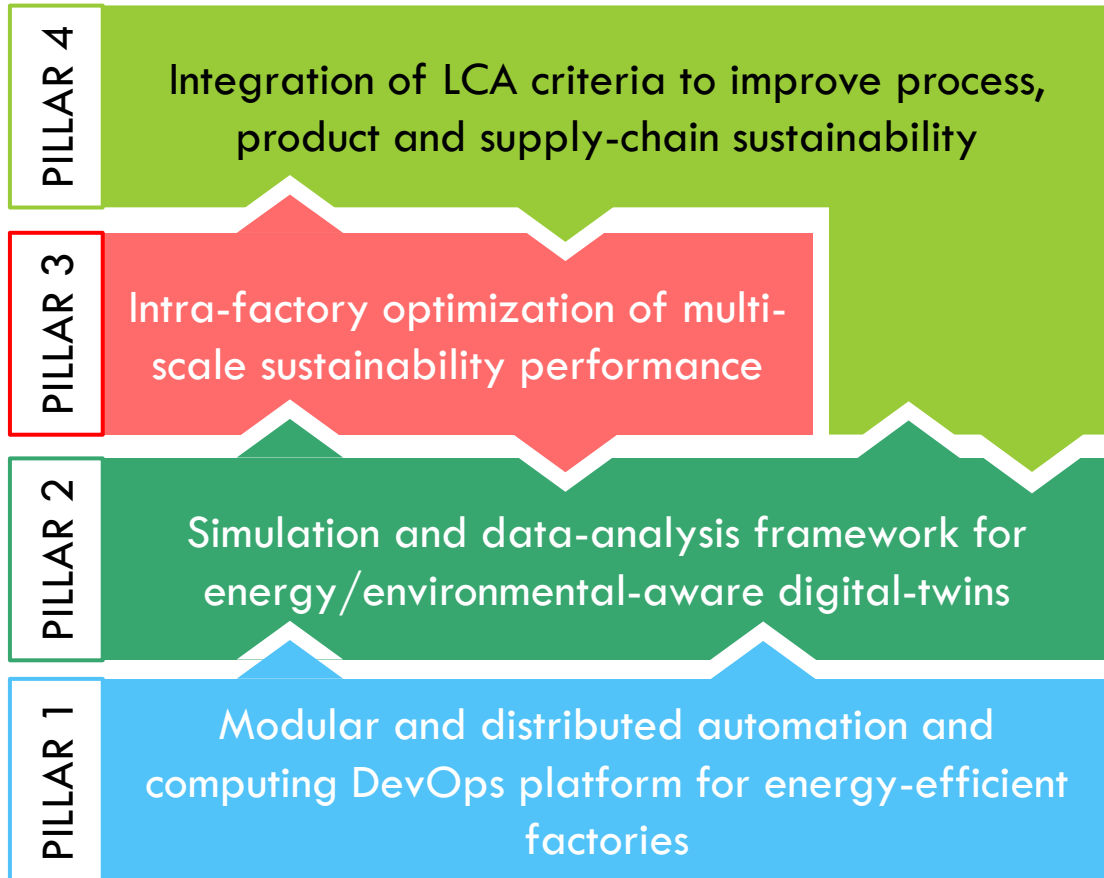 PILLAR 4
Integration of LCA criteria to improve process,
product and supply-chain sustainability
PILLAR 3
Intra-factory optimization of multi-
scale sustainability performance
PILLAR 2
Simulation and data-analysis framework for
energy/environmental-aware digital-twins
PILLAR 1
Modular and distributed automation and
computing DevOps platform for energy-efficient
factories